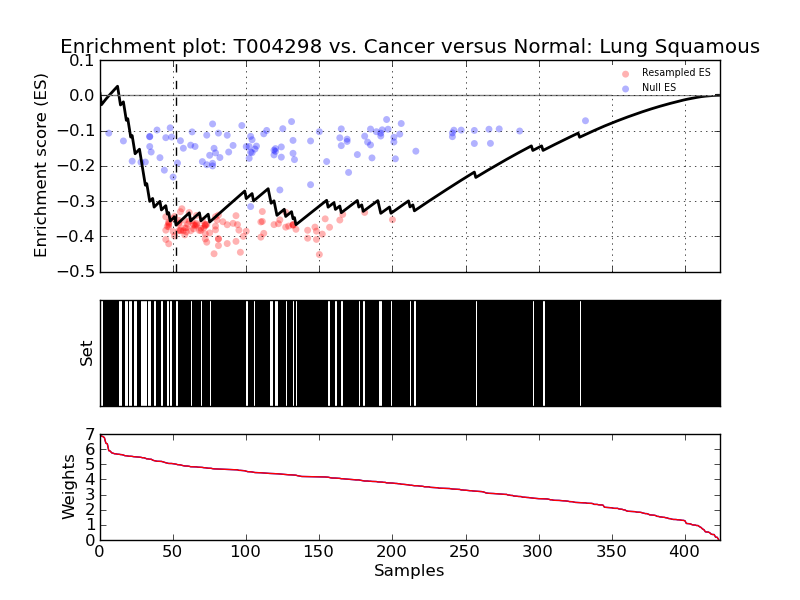 Enrichment plot: T004298 vs. Cancer versus Normal: Lung Squamous
Enrichment score (ES)
0.1
0.0
−0.1
−0.2
−0.3
−0.4
−0.5
Resampled ES
Null ES
Set
Weights
7
6
5
4
3
2
1
0
0 50 100 150 200 250 300 350 400
Samples